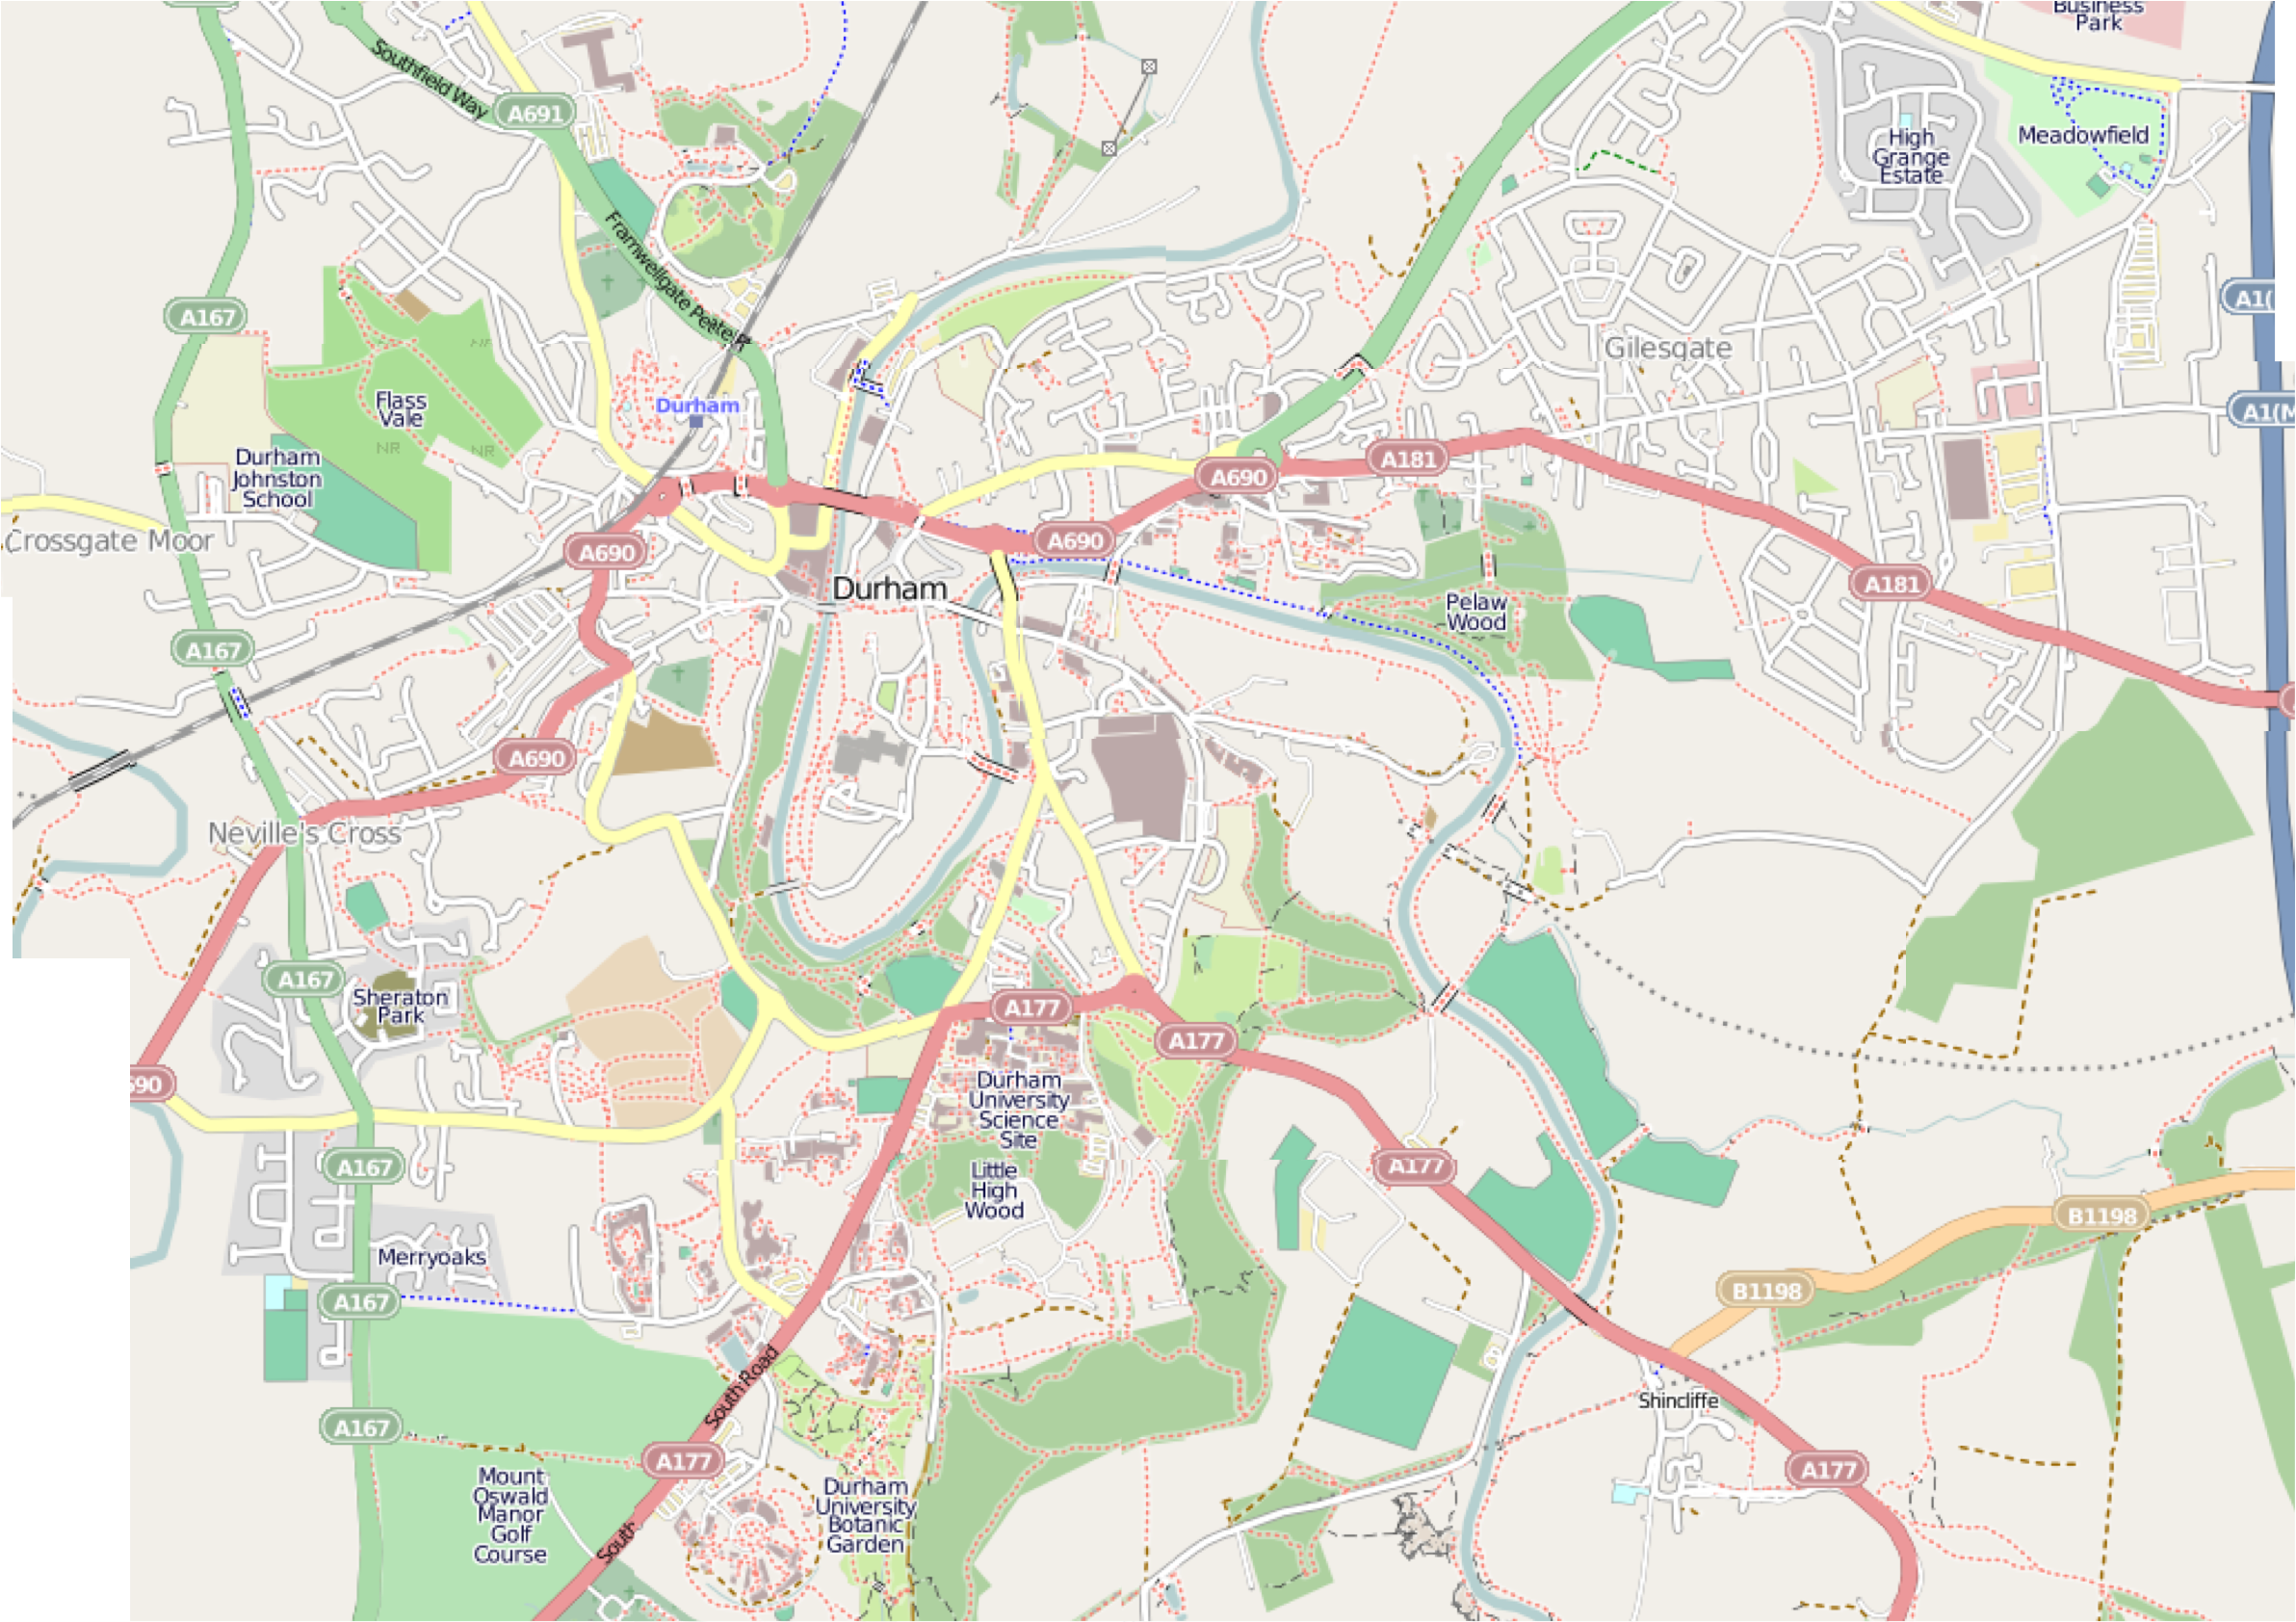 Business
Park
Southfield Way
A691
High
Grange
Estate
Meadowfield
Framwellgate Peter
A167
A1(
Gilesgate
Flass
Vale
Durham
A1(M
NR
NR
Durham
Johnston
School
A690
A181
Crossgate Moor
A690
A690
Durham
A181
Pelaw
Wood
A167
A690
Neville's Cross
A167
Sheraton
Park
A177
A177
690
Durham
University
Science
Site
A167
A177
Little
High
Wood
B1198
Merryoaks
A167
B1198
South Road
Shincliffe
A167
A177
A177
Mount
Oswald
Manor
Golf
Course
Durham
University
Botanic
Garden
South